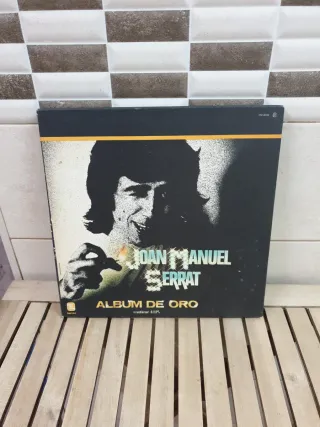 JOAN MANUEL
SERRAT
ALBUM DE ORO